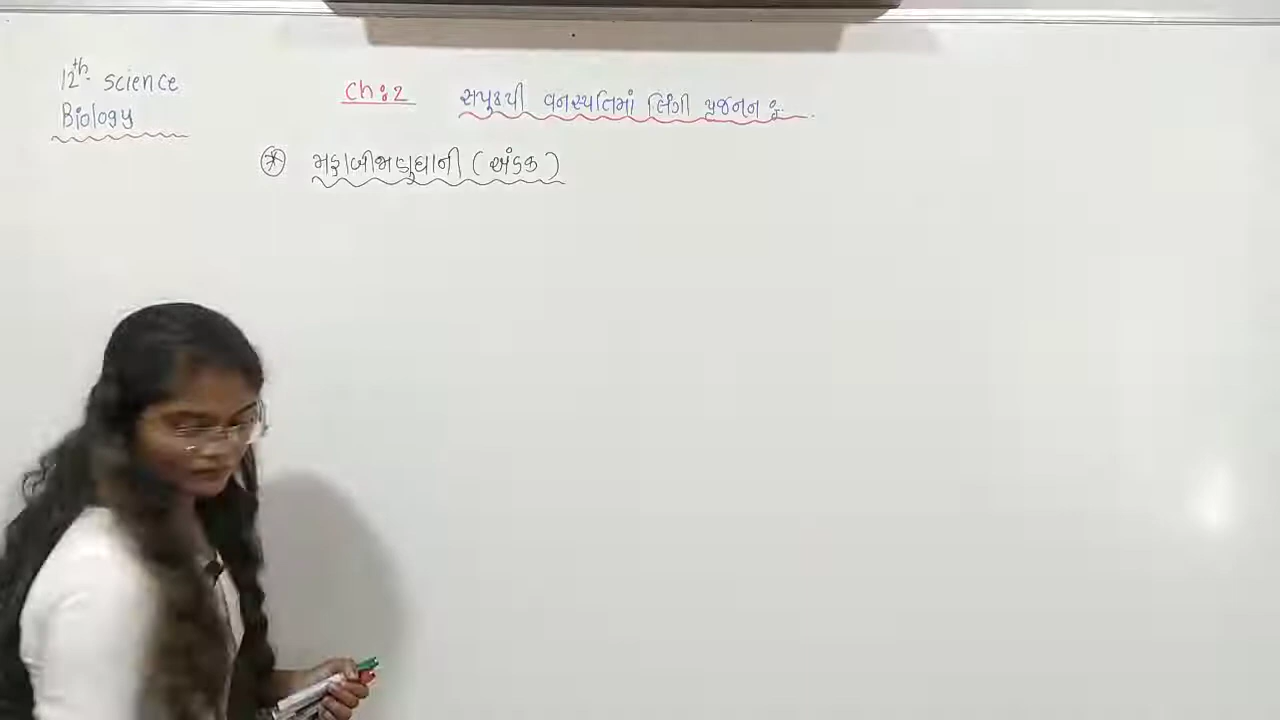 12th science
Biology
Ch:2 સપુષ્પી વનસ્પતિમાં લિંગી પ્રજનન :
* મહાબીજાણુધાની (અંડક)